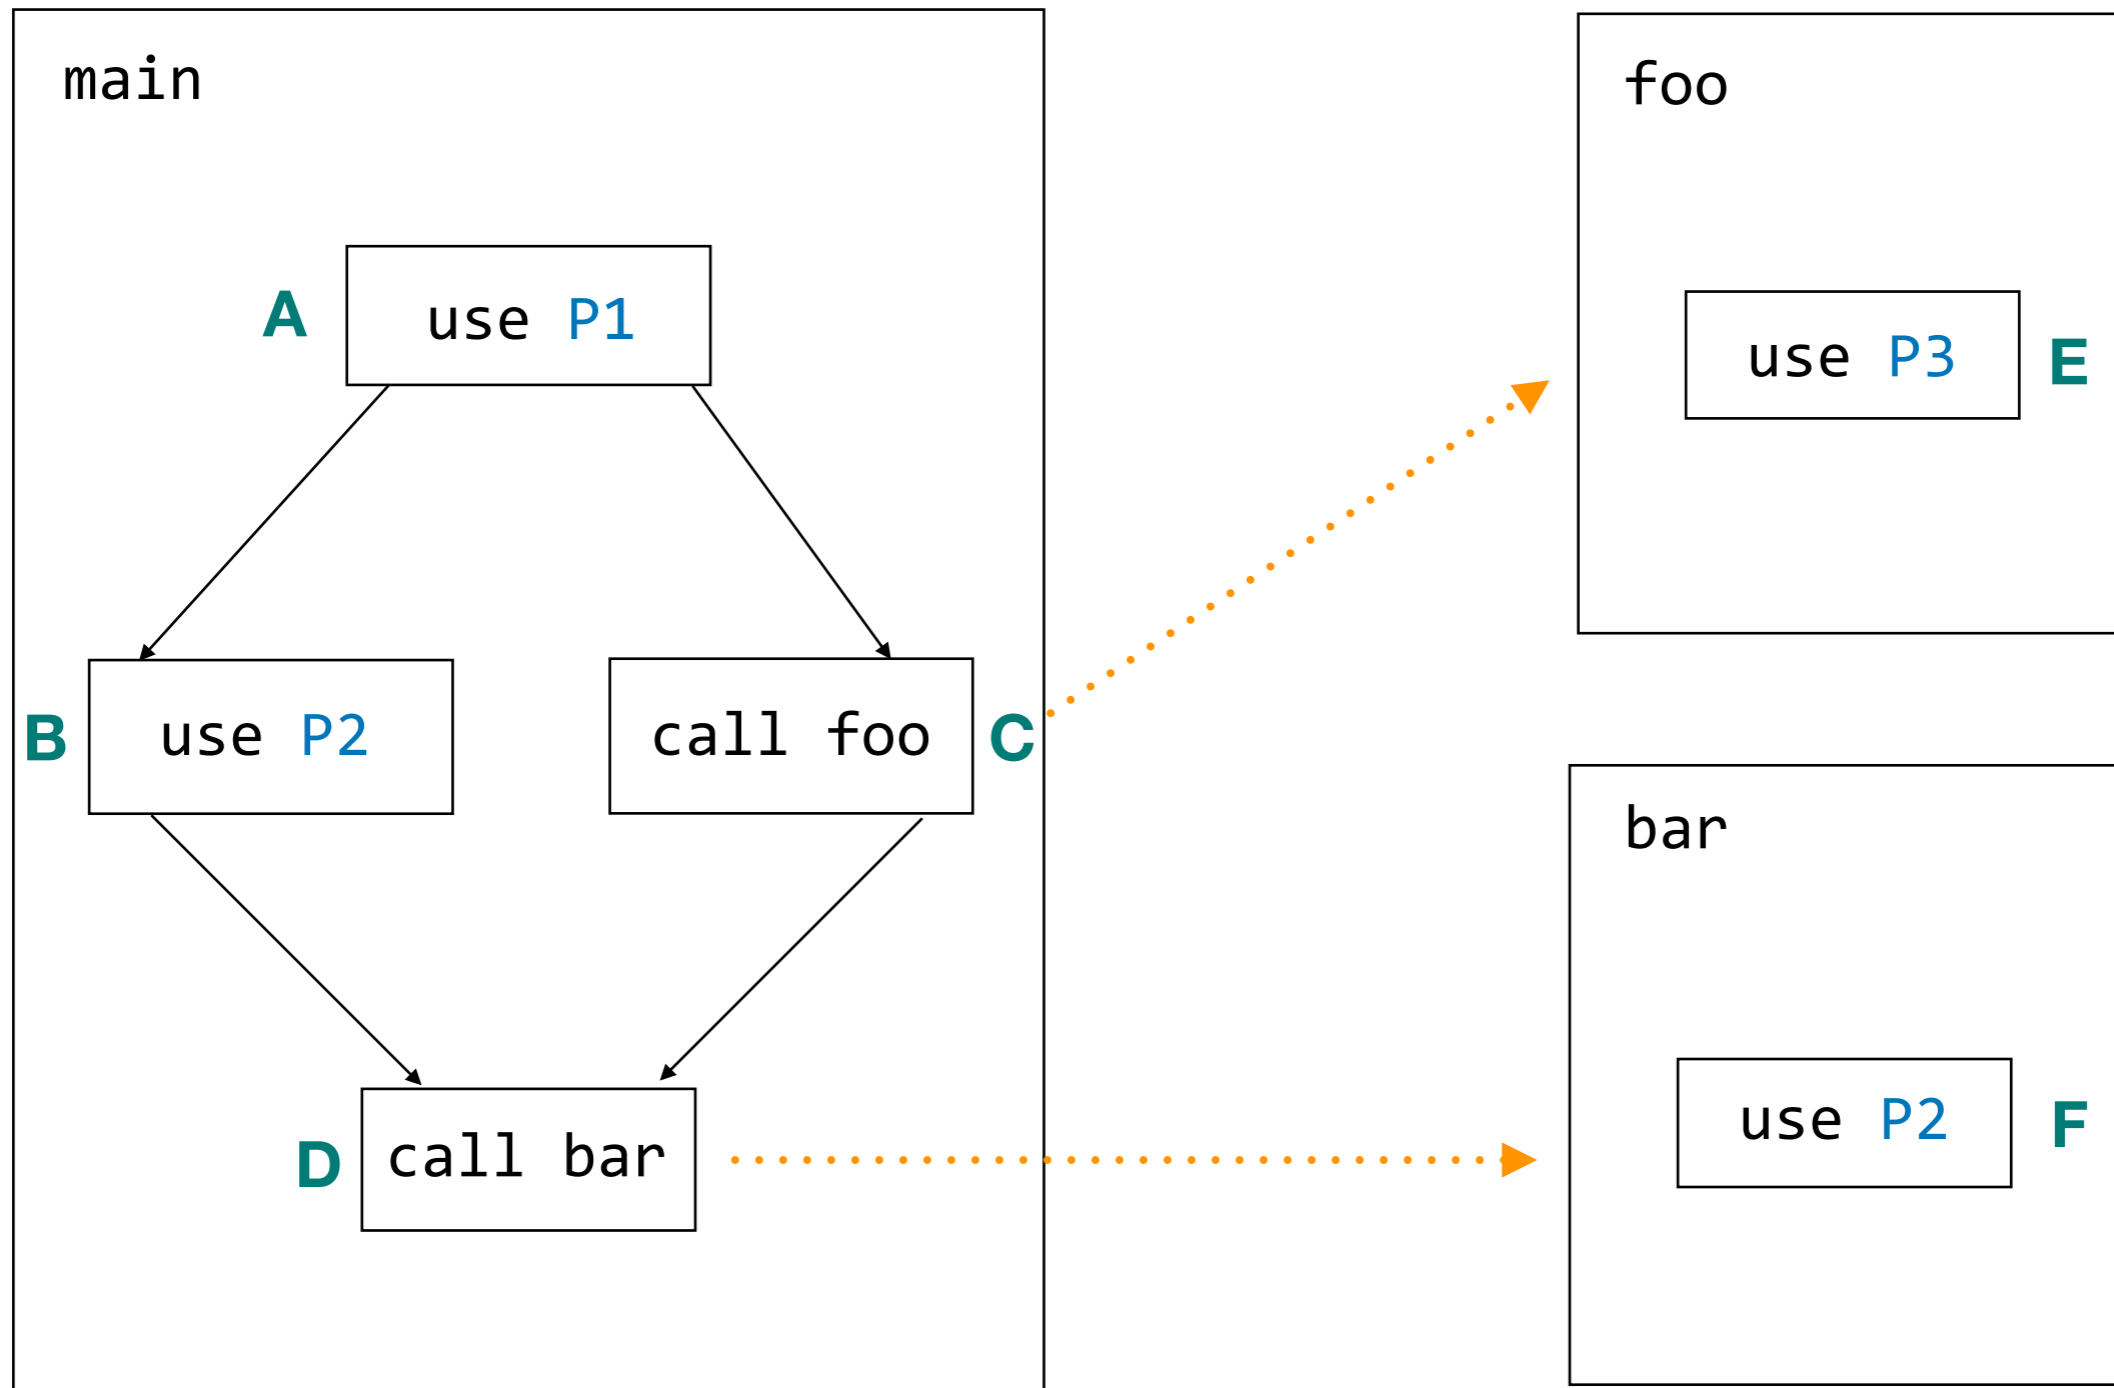 main
foo
A
use P1
use P3
E
B
use P2
call foo
C
bar
D
call bar
use P2
F